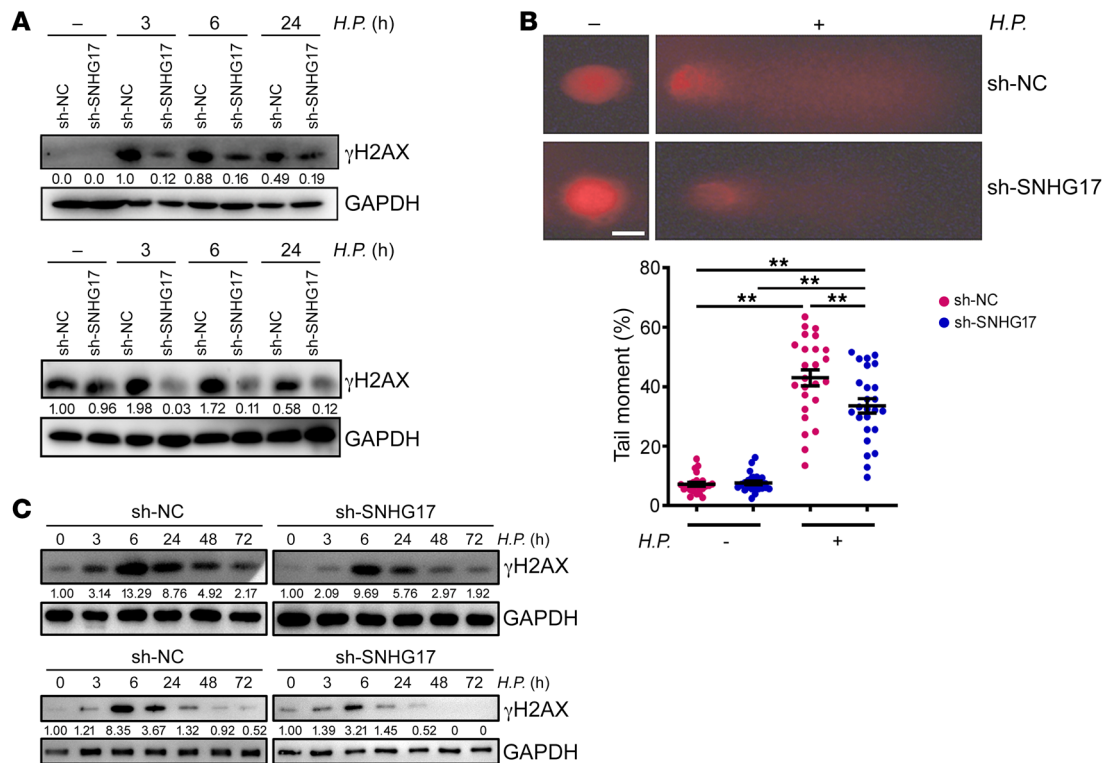 A
– 3 6 24 H.P. (h)
sh-NC sh-SNHG17 sh-NC sh-SNHG17 sh-NC sh-SNHG17 sh-NC sh-SNHG17
γH2AX
0.0 0.0 1.0 0.12 0.88 0.16 0.49 0.19
GAPDH
– 3 6 24 H.P. (h)
sh-NC sh-SNHG17 sh-NC sh-SNHG17 sh-NC sh-SNHG17 sh-NC sh-SNHG17
γH2AX
1.00 0.96 1.98 0.03 1.72 0.11 0.58 0.12
GAPDH
B
– + H.P.
sh-NC
sh-SNHG17
** 
**
** **
80
60
40
20
0
Tail moment (%)
sh-NC
sh-SNHG17
H.P. - +
C
sh-NC sh-SNHG17
0 3 6 24 48 72 H.P. (h) 0 3 6 24 48 72 H.P. (h)
γH2AX
1.00 3.14 13.29 8.76 4.92 2.17 1.00 2.09 9.69 5.76 2.97 1.92
GAPDH
sh-NC sh-SNHG17
0 3 6 24 48 72 H.P. (h) 0 3 6 24 48 72 H.P. (h)
γH2AX
1.00 1.21 8.35 3.67 1.32 0.92 0.52 1.00 1.39 3.21 1.45 0.52 0 0
GAPDH